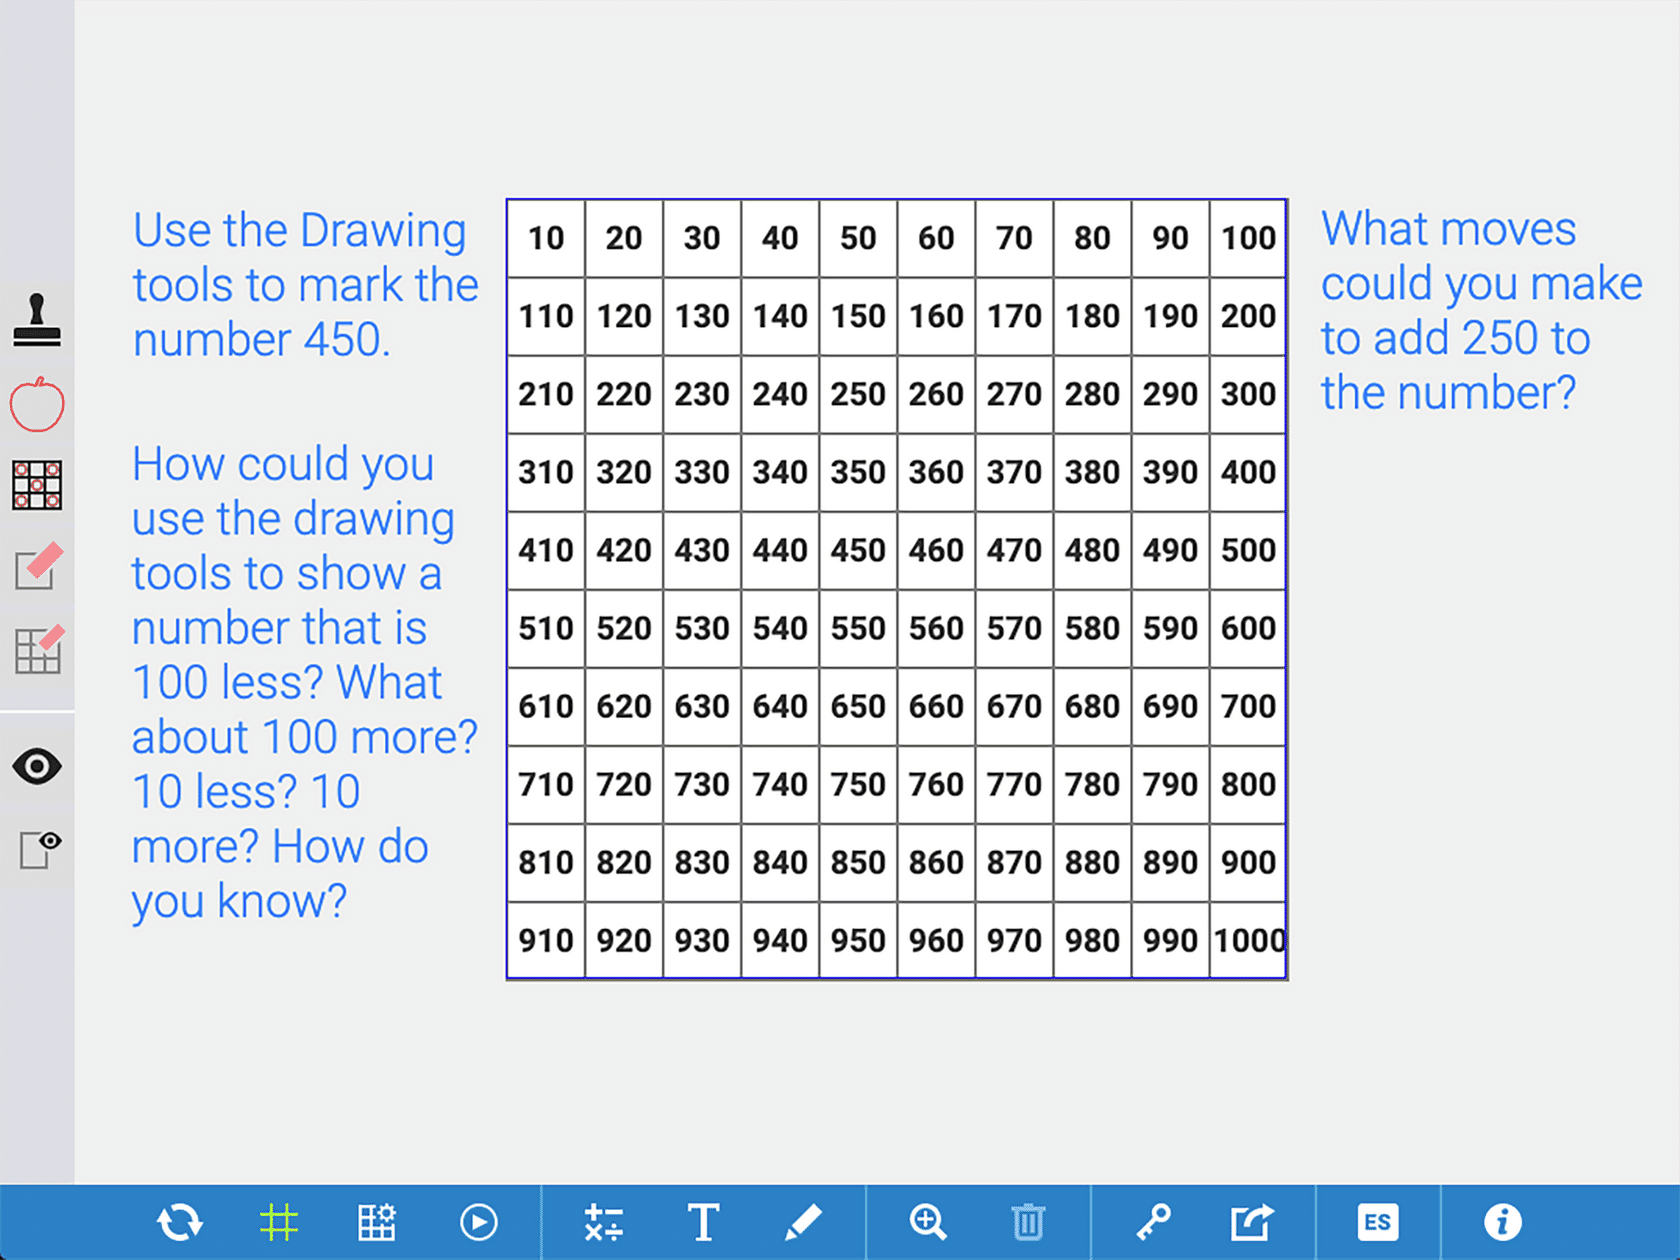 Use the Drawing
tools to mark the
number 450.
How could you
use the drawing
tools to show a
number that is
100 less? What
about 100 more?
10 less? 10
more? How do
you know?
10 20 30 40 50 60 70 80 90 100
110 120 130 140 150 160 170 180 190 200
210 220 230 240 250 260 270 280 290 300
310 320 330 340 350 360 370 380 390 400
410 420 430 440 450 460 470 480 490 500
510 520 530 540 550 560 570 580 590 600
610 620 630 640 650 660 670 680 690 700
710 720 730 740 750 760 770 780 790 800
810 820 830 840 850 860 870 880 890 900
910 920 930 940 950 960 970 980 990 1000
What moves
could you make
to add 250 to
the number?
T
ES